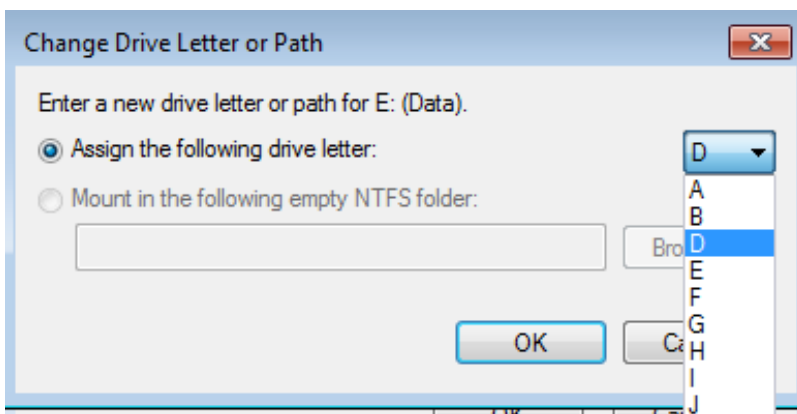 Change Drive Letter or Path
Enter a new drive letter or path for E: (Data).
Assign the following drive letter:
D
Mount in the following empty NTFS folder:
A
B
D
E
F
G
H
I
J
OK